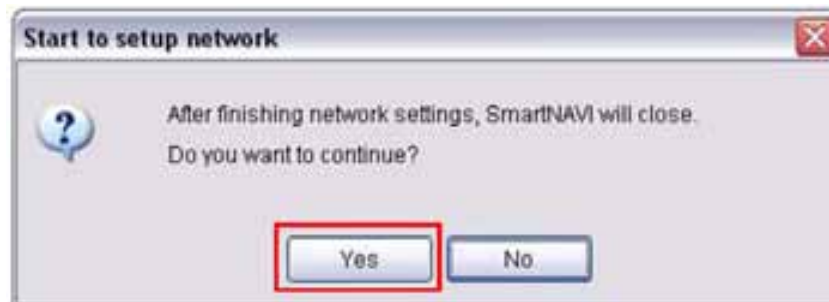 Start to setup network
After finishing network settings, SmartNAVI will close.
Do you want to continue?
Yes No